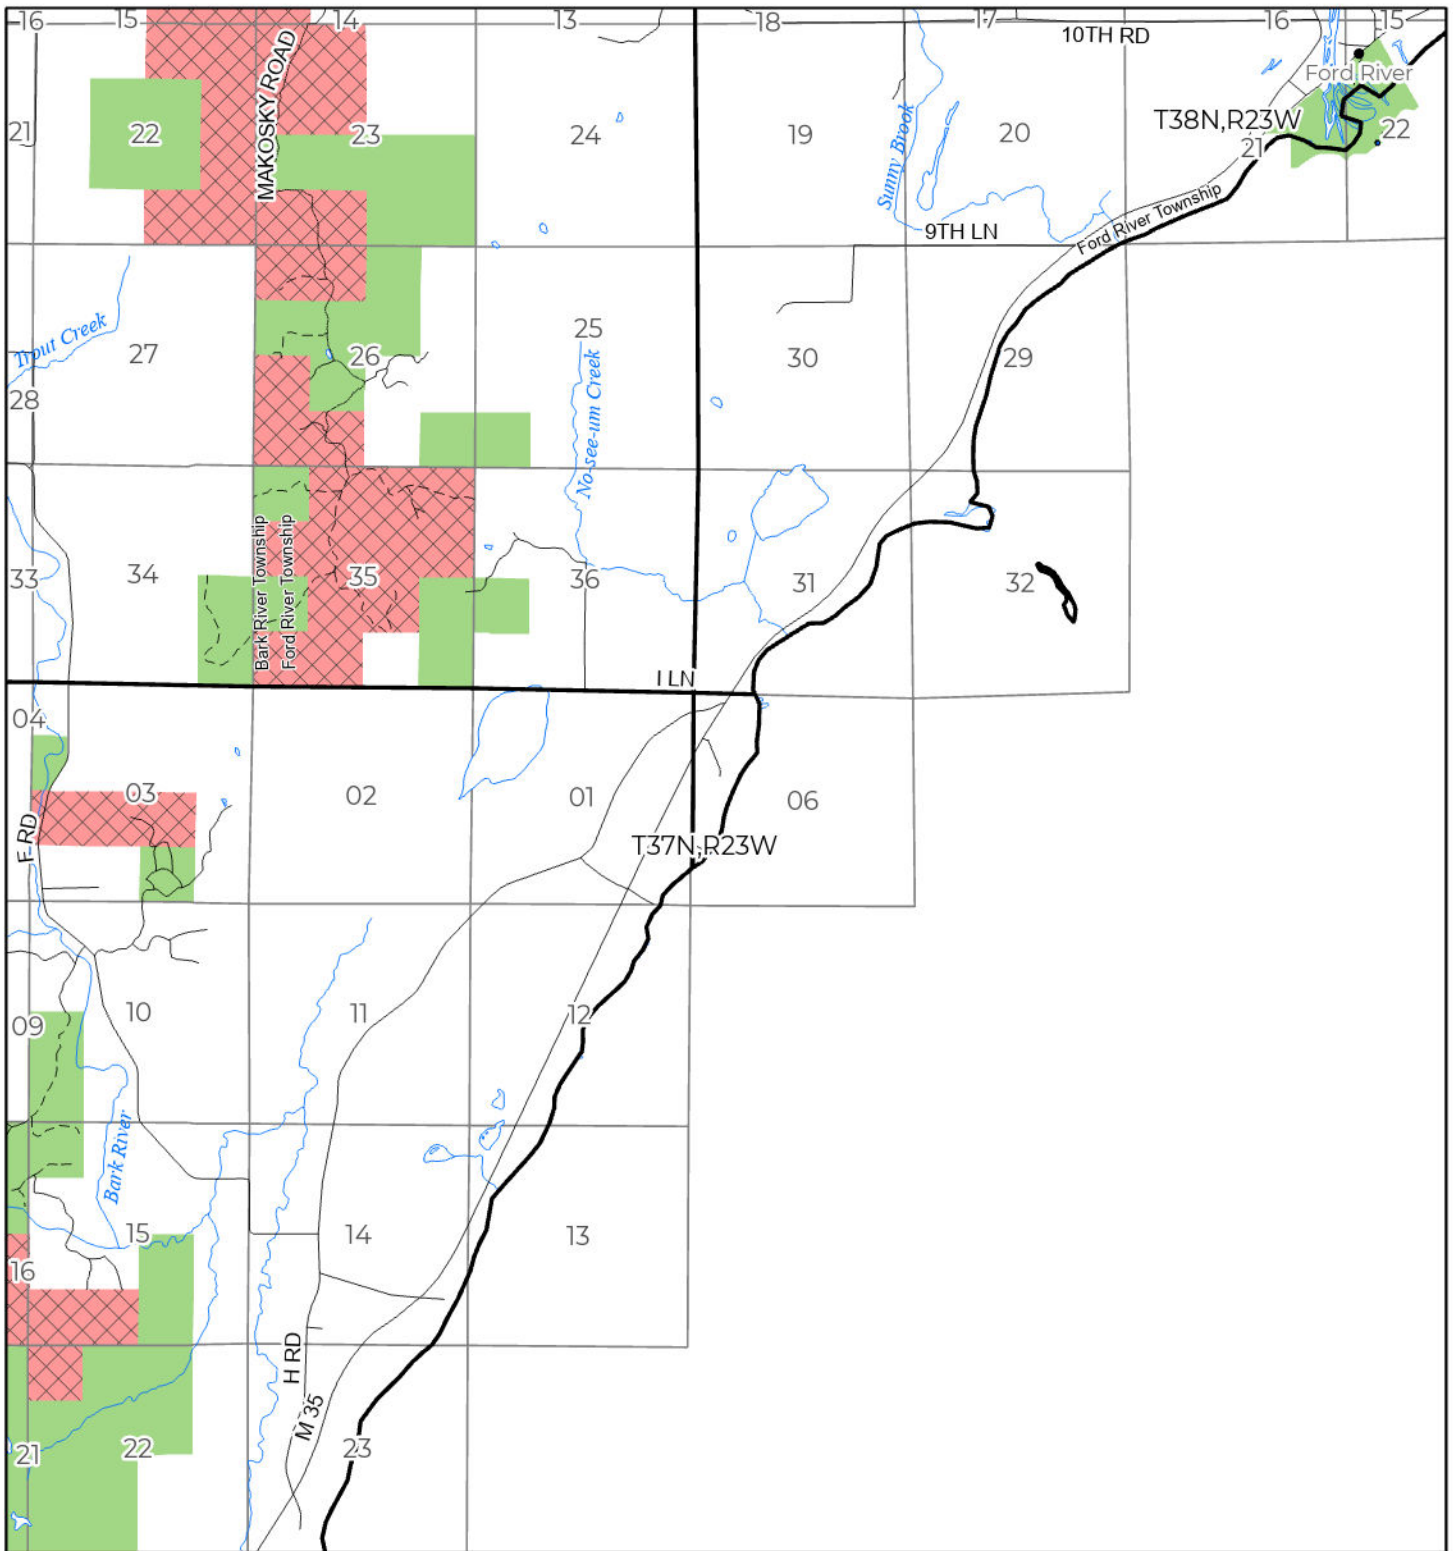 16
15
14
13
18
17
16
15
10TH RD
MAKOSKY ROAD
Ford River
T38N,R23W
21
22
23
24
19
20
21
22
Sunny Brook
Ford River Township
9TH LN
Trout Creek
27
28
26
25
30
29
No-see-um Creek
33
34
35
36
31
32
Bark River Township
Ford River Township
I LN
04
03
02
01
06
F RD
T37N,R23W
09
10
11
12
Bark River
15
14
13
16
H RD
M 35
21
22
23